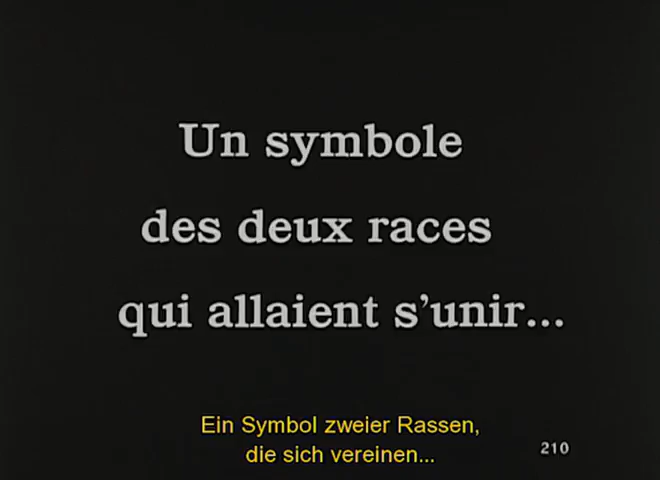 Un symbole
des deux races
qui allaient s'unir...
Ein Symbol zweier Rassen,
die sich vereinen...
210